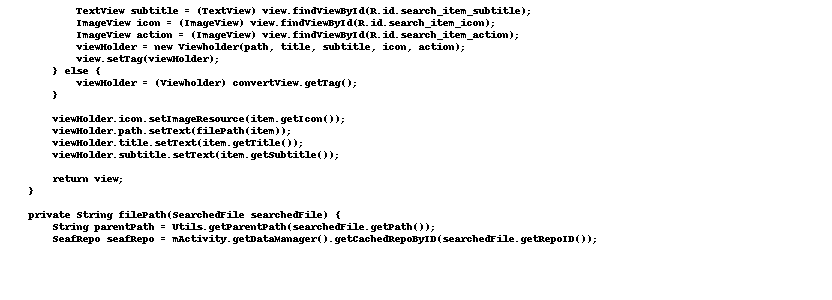 TextView subtitle = (TextView) view.findViewById(R.id.search_item_subtitle);
ImageView icon = (ImageView) view.findViewById(R.id.search_item_icon);
ImageView action = (ImageView) view.findViewById(R.id.search_item_action);
viewHolder = new Viewholder(path, title, subtitle, icon, action);
view.setTag(viewHolder);
} else {
viewHolder = (Viewholder) convertView.getTag();
}
viewHolder.icon.setImageResource(item.getIcon());
viewHolder.path.setText(filePath(item));
viewHolder.title.setText(item.getTitle());
viewHolder.subtitle.setText(item.getSubtitle());
return view;
}
private String filePath(SearchedFile searchedFile) {
String parentPath = Utils.getParentPath(searchedFile.getPath());
SeafRepo seafRepo = mActivity.getDataManager().getCachedRepoByID(searchedFile.getRepoID());